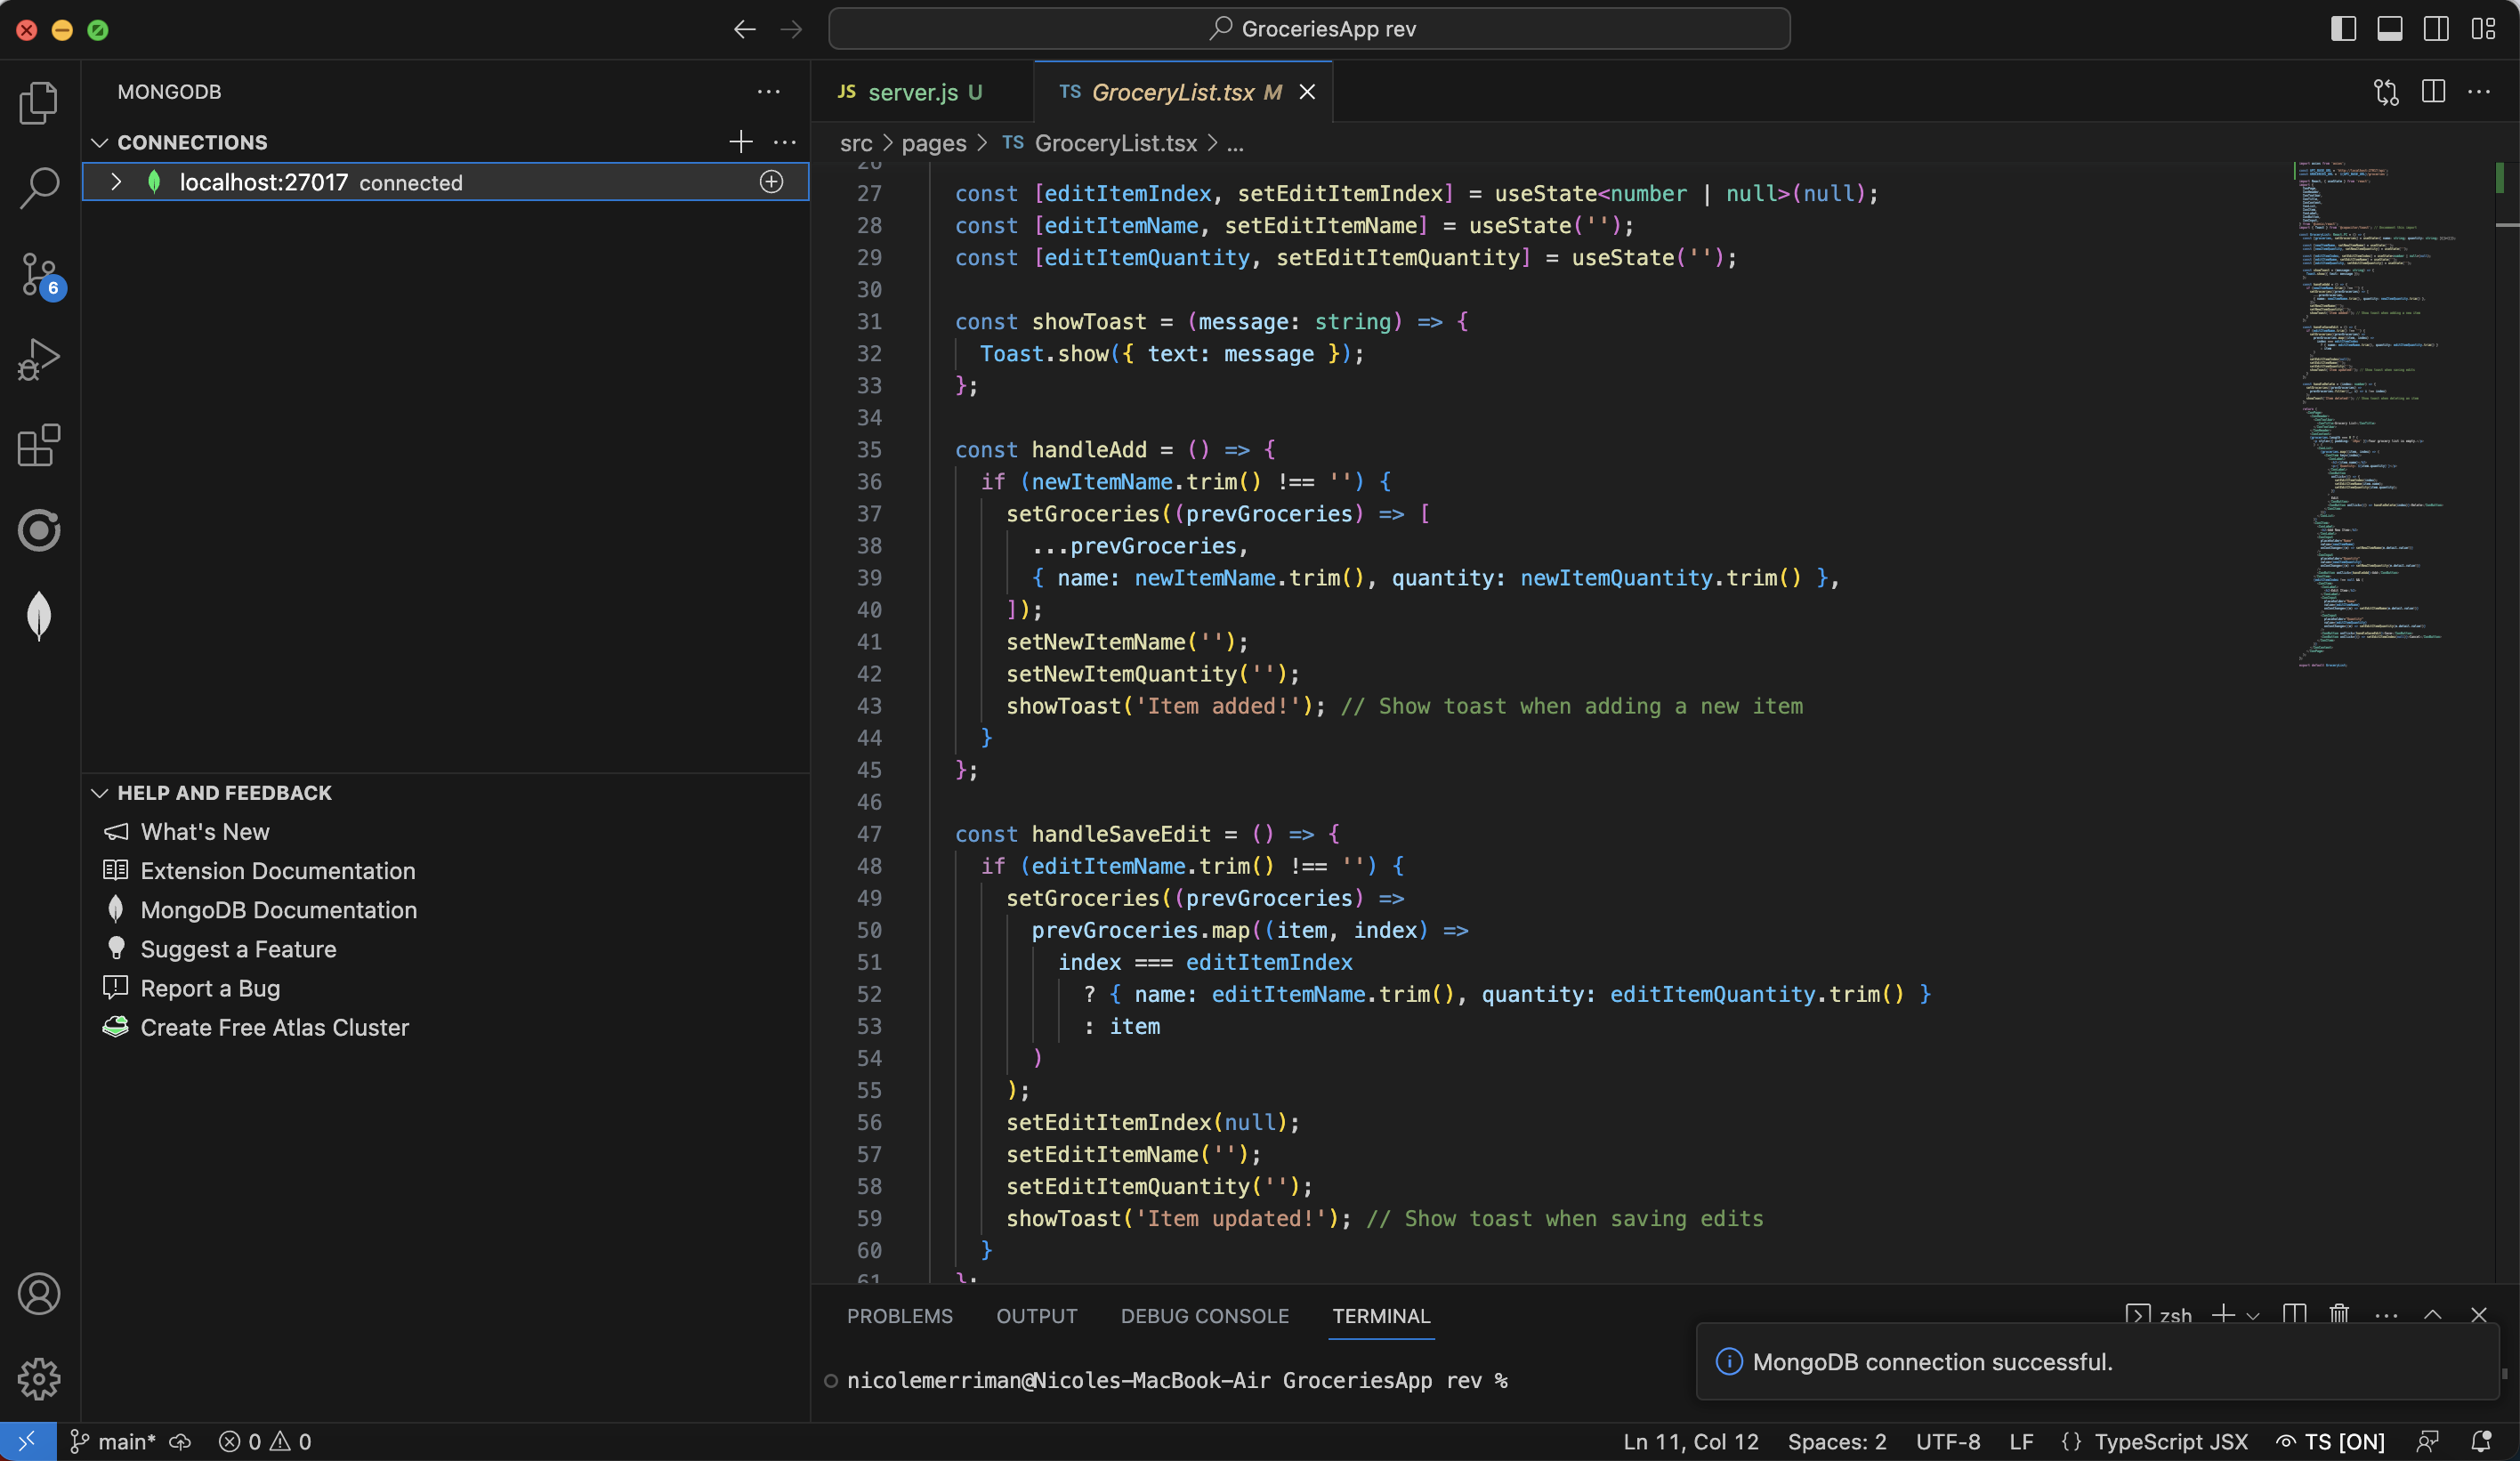 GroceriesApp rev
MONGODB
CONNECTIONS
localhost:27017 connected
HELP AND FEEDBACK
What's New
Extension Documentation
MongoDB Documentation
Suggest a Feature
Report a Bug
Create Free Atlas Cluster
6
JS server.js U
TS GroceryList.tsx M
src > pages > TS GroceryList.tsx > ...
26
27 const [editItemIndex, setEditItemIndex] = useState<number | null>(null);
28 const [editItemName, setEditItemName] = useState('');
29 const [editItemQuantity, setEditItemQuantity] = useState('');
30
31 const showToast = (message: string) => {
32 Toast.show({ text: message });
33 };
34
35 const handleAdd = () => {
36 if (newItemName.trim() !== '') {
37 setGroceries((prevGroceries) => [
38 ...prevGroceries,
39 { name: newItemName.trim(), quantity: newItemQuantity.trim() },
40 ]);
41 setNewItemName('');
42 setNewItemQuantity('');
43 showToast('Item added!'); // Show toast when adding a new item
44 }
45 };
46
47 const handleSaveEdit = () => {
48 if (editItemName.trim() !== '') {
49 setGroceries((prevGroceries) =>
50 prevGroceries.map((item, index) =>
51 index === editItemIndex
52 ? { name: editItemName.trim(), quantity: editItemQuantity.trim() }
53 : item
54 )
55 );
56 setEditItemIndex(null);
57 setEditItemName('');
58 setEditItemQuantity('');
59 showToast('Item updated!'); // Show toast when saving edits
60 }
61 };
PROBLEMS OUTPUT DEBUG CONSOLE TERMINAL
zsh
nicolemerriman@Nicoles-MacBook-Air GroceriesApp rev %
MongoDB connection successful.
main* 0 0
Ln 11, Col 12 Spaces: 2 UTF-8 LF {} TypeScript JSX TS [ON]